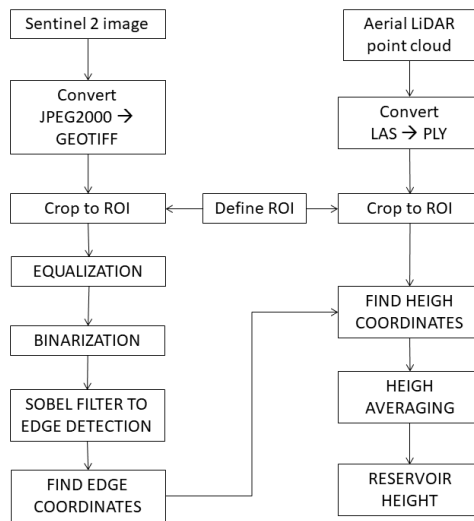 Sentinel 2 image
Convert
JPEG2000 →
GEOTIFF
Crop to ROI
EQUALIZATION
BINARIZATION
SOBEL FILTER TO
EDGE DETECTION
FIND EDGE
COORDINATES
Define ROI
Aerial LiDAR
point cloud
Convert
LAS → PLY
Crop to ROI
FIND HEIGH
COORDINATES
HEIGH
AVERAGING
RESERVOIR
HEIGHT